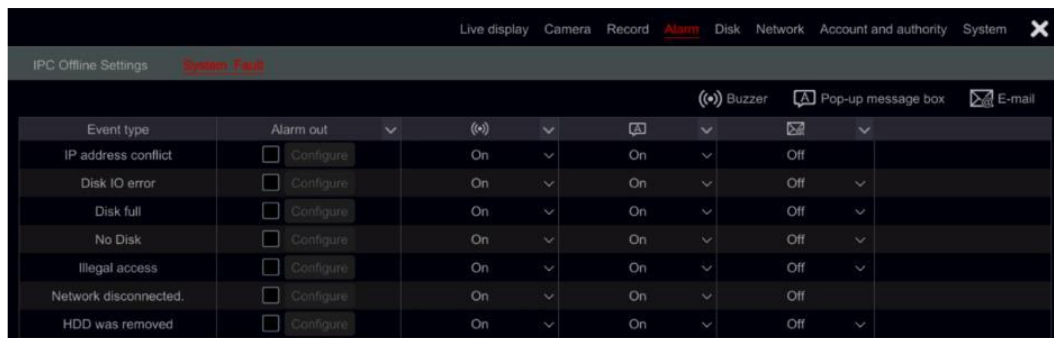 Live display Camera Record Alarm Disk Network Account and authority System
IPC Offline Settings System Fault
Buzzer Pop-up message box E-mail
Event type Alarm out
IP address conflict Configure On On Off
Disk IO error Configure On On Off
Disk full Configure On On Off
No Disk Configure On On Off
Illegal access Configure On On Off
Network disconnected. Configure On On Off
HDD was removed Configure On On Off